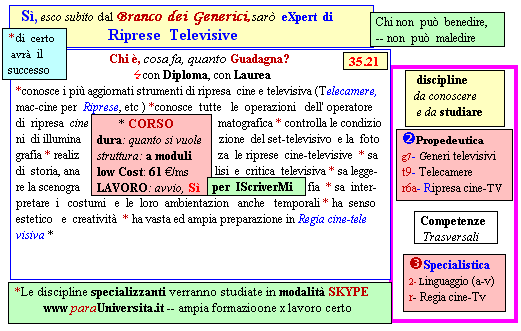 Sì, esco subito dal Branco dei Generici, sarò eXpert di
Riprese Televisive
Chi non può benedire,
-- non può maledire
*di certo
avrà il
successo
Chi è, cosa fa, quanto Guadagna?
35.21
con Diploma, con Laurea
*conosce i più aggiornati strumenti di ripresa cine e televisiva (Telecamere,
mac-cine per Riprese, etc ) *conosce tutte le operazioni dell' operatore
di ripresa cinematografica * controlla le condizio
ni di illumina zione del set-televisivo e la foto
grafia * realiz za le riprese cine-televisive * sa
di storia, ana lisi e critica televisiva * sa legge-
re la scenogra fia * sa inter-
pretare i costumi e le loro ambientazion anche temporali * ha senso
estetico e creatività * ha vasta ed ampia preparazione in Regia cine-tele
visiva *
* CORSO
dura: quanto si vuole
struttura: a moduli
low Cost: 61 €/ms
LAVORO: avvio, Sì
per IScriverMi
discipline
da conoscere
e da studiare
❷Propedeutica
g7- Generi televisivi
t9- Telecamere
r6a- Ripresa cine-TV
Competenze
Trasversali
❸Specialistica
2- Linguaggio (a-v)
r- Regia cine-Tv
*Le discipline specializzanti verranno studiate in modalità SKYPE
www.paraUniversita.it -- ampia formazioone x lavoro certo